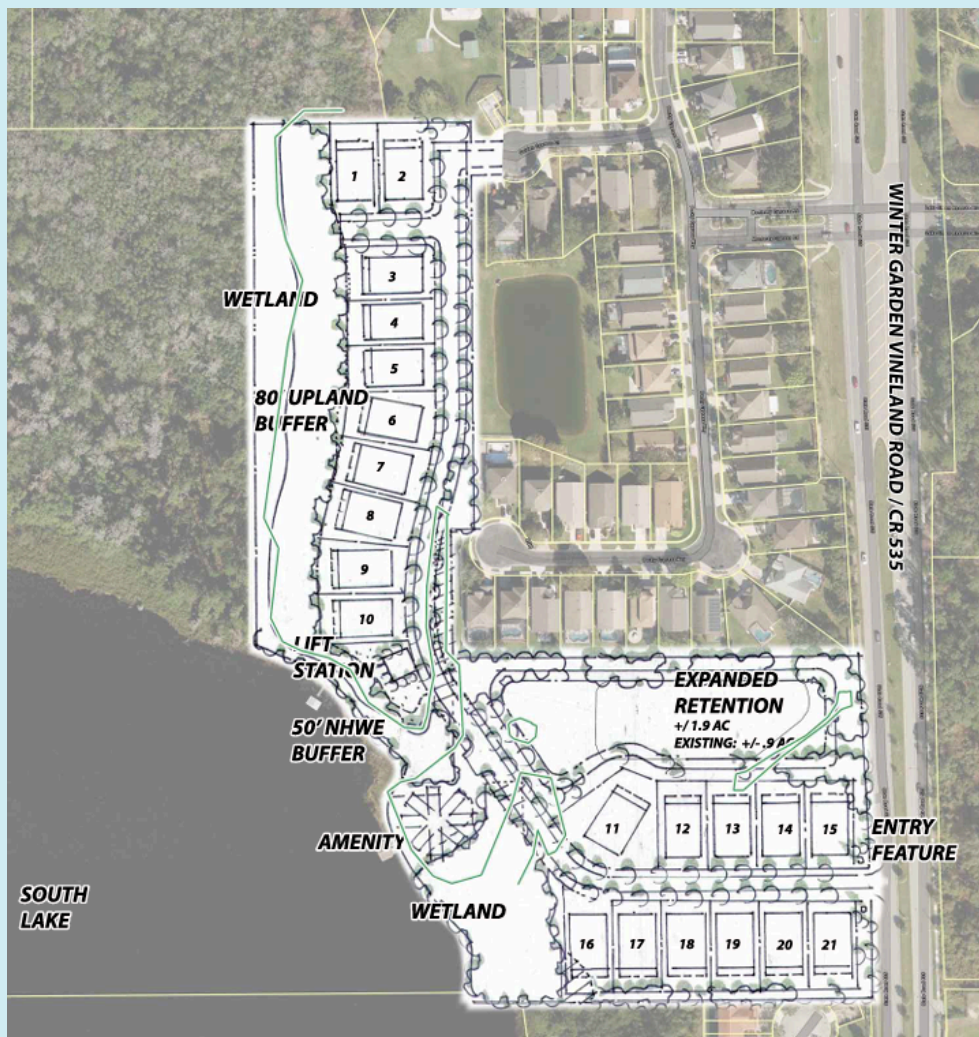 1
2
3
WETLAND
4
5
80' UPLAND
BUFFER
6
7
8
9
10
LIFT
STATION
50' NHWE
BUFFER
EXPANDED
RETENTION
+/ 1.9 AC
EXISTING: +/- .9 AC
WINTER GARDEN VINELAND ROAD / CR 535
11
12
13
14
15
ENTRY
FEATURE
AMENITY
SOUTH
LAKE
WETLAND
16
17
18
19
20
21